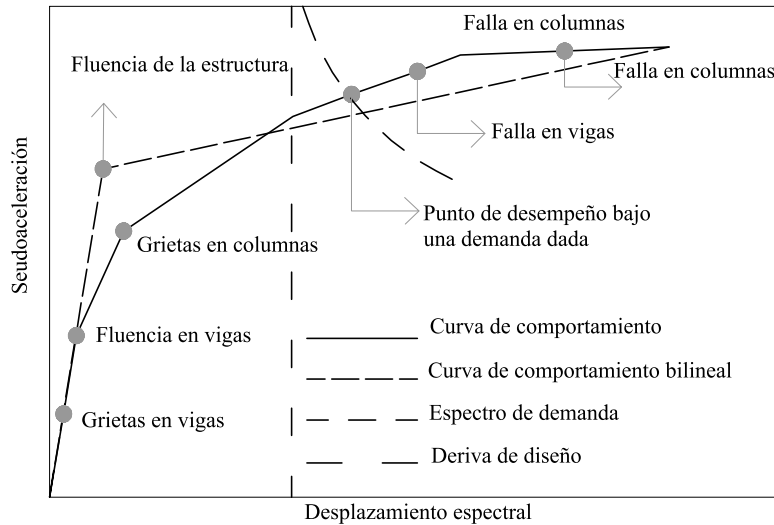 Falla en columnas
Fluencia de la estructura
Falla en columnas
Falla en vigas
Punto de desempeño bajo
una demanda dada
Grietas en columnas
Fluencia en vigas
Grietas en vigas
Curva de comportamiento
Curva de comportamiento bilineal
Espectro de demanda
Deriva de diseño
Seudoaceleración
Desplazamiento espectral